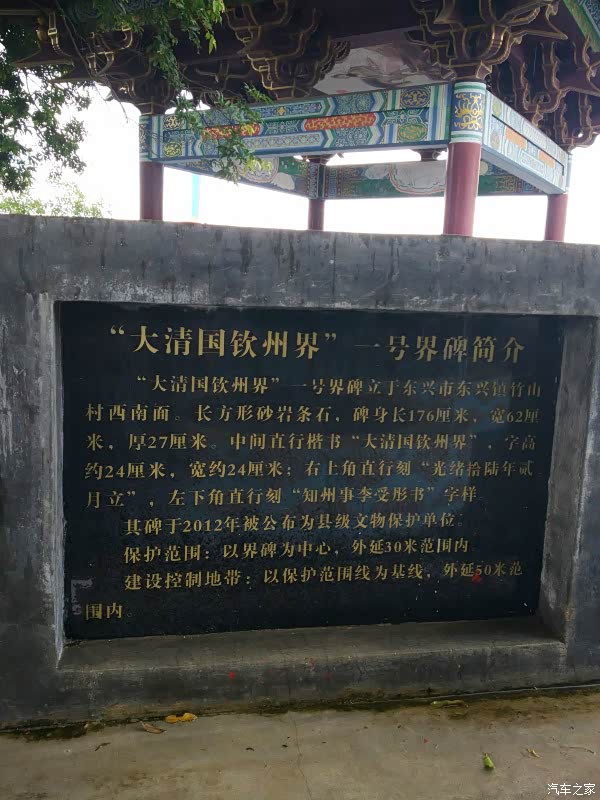 “大清国钦州界”一号界碑简介
“大清国钦州界”一号界碑立于东兴市东兴镇竹山
村西南面。长方形砂岩条石，碑身长176厘米，宽62厘
米，厚27厘米。中间直行楷书“大清国钦州界”，字高
约24厘米，宽约24厘米；右上角直行刻“光绪拾陆年贰
月立”，左下角直行刻“知州事李受彤书”字样。
其碑于2012年被公布为县级文物保护单位。
保护范围：以界碑为中心，外延30米范围内。
建设控制地带：以保护范围线为基线，外延50米范
围内。
汽车之家